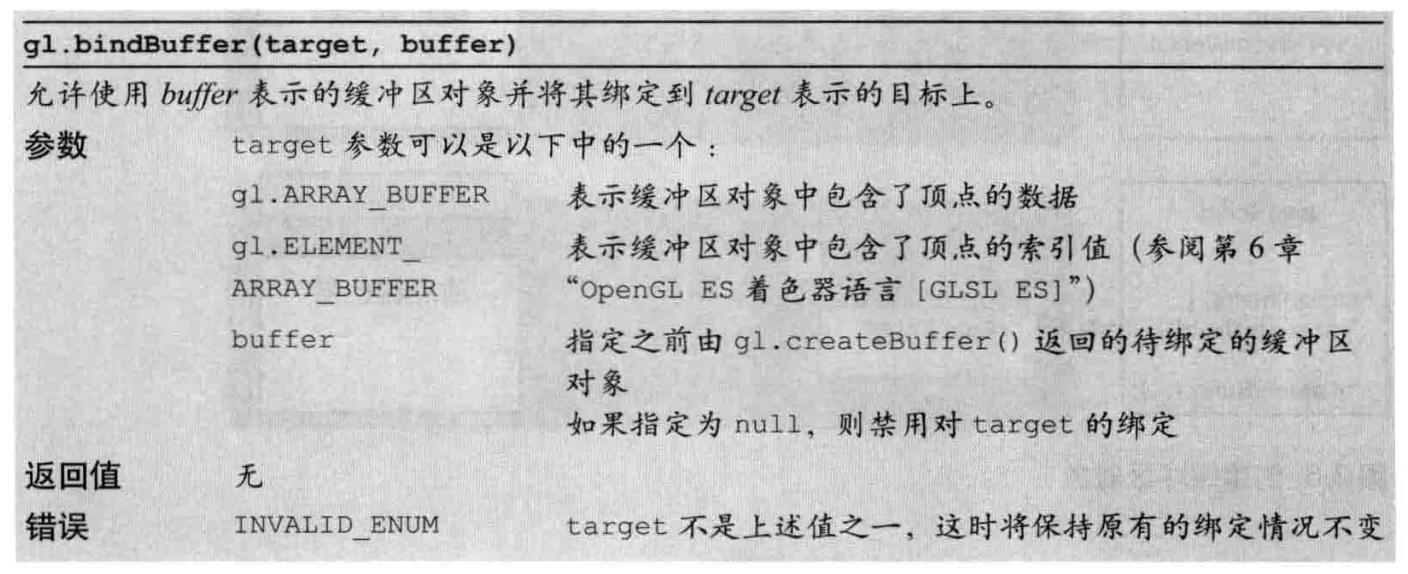 gl.bindBuffer(target, buffer)
允许使用 buffer 表示的缓冲区对象并将其绑定到 target 表示的目标上。
参数 target 参数可以是以下中的一个：
gl.ARRAY_BUFFER 表示缓冲区对象中包含了顶点的数据
gl.ELEMENT_ 表示缓冲区对象中包含了顶点的索引值（参阅第 6 章
ARRAY_BUFFER “OpenGL ES 着色器语言 [GLSL ES]”）
buffer 指定之前由 gl.createBuffer() 返回的待绑定的缓冲区
对象
如果指定为 null，则禁用对 target 的绑定
返回值 无
错误 INVALID_ENUM target 不是上述值之一，这时将保持原有的绑定情况不变